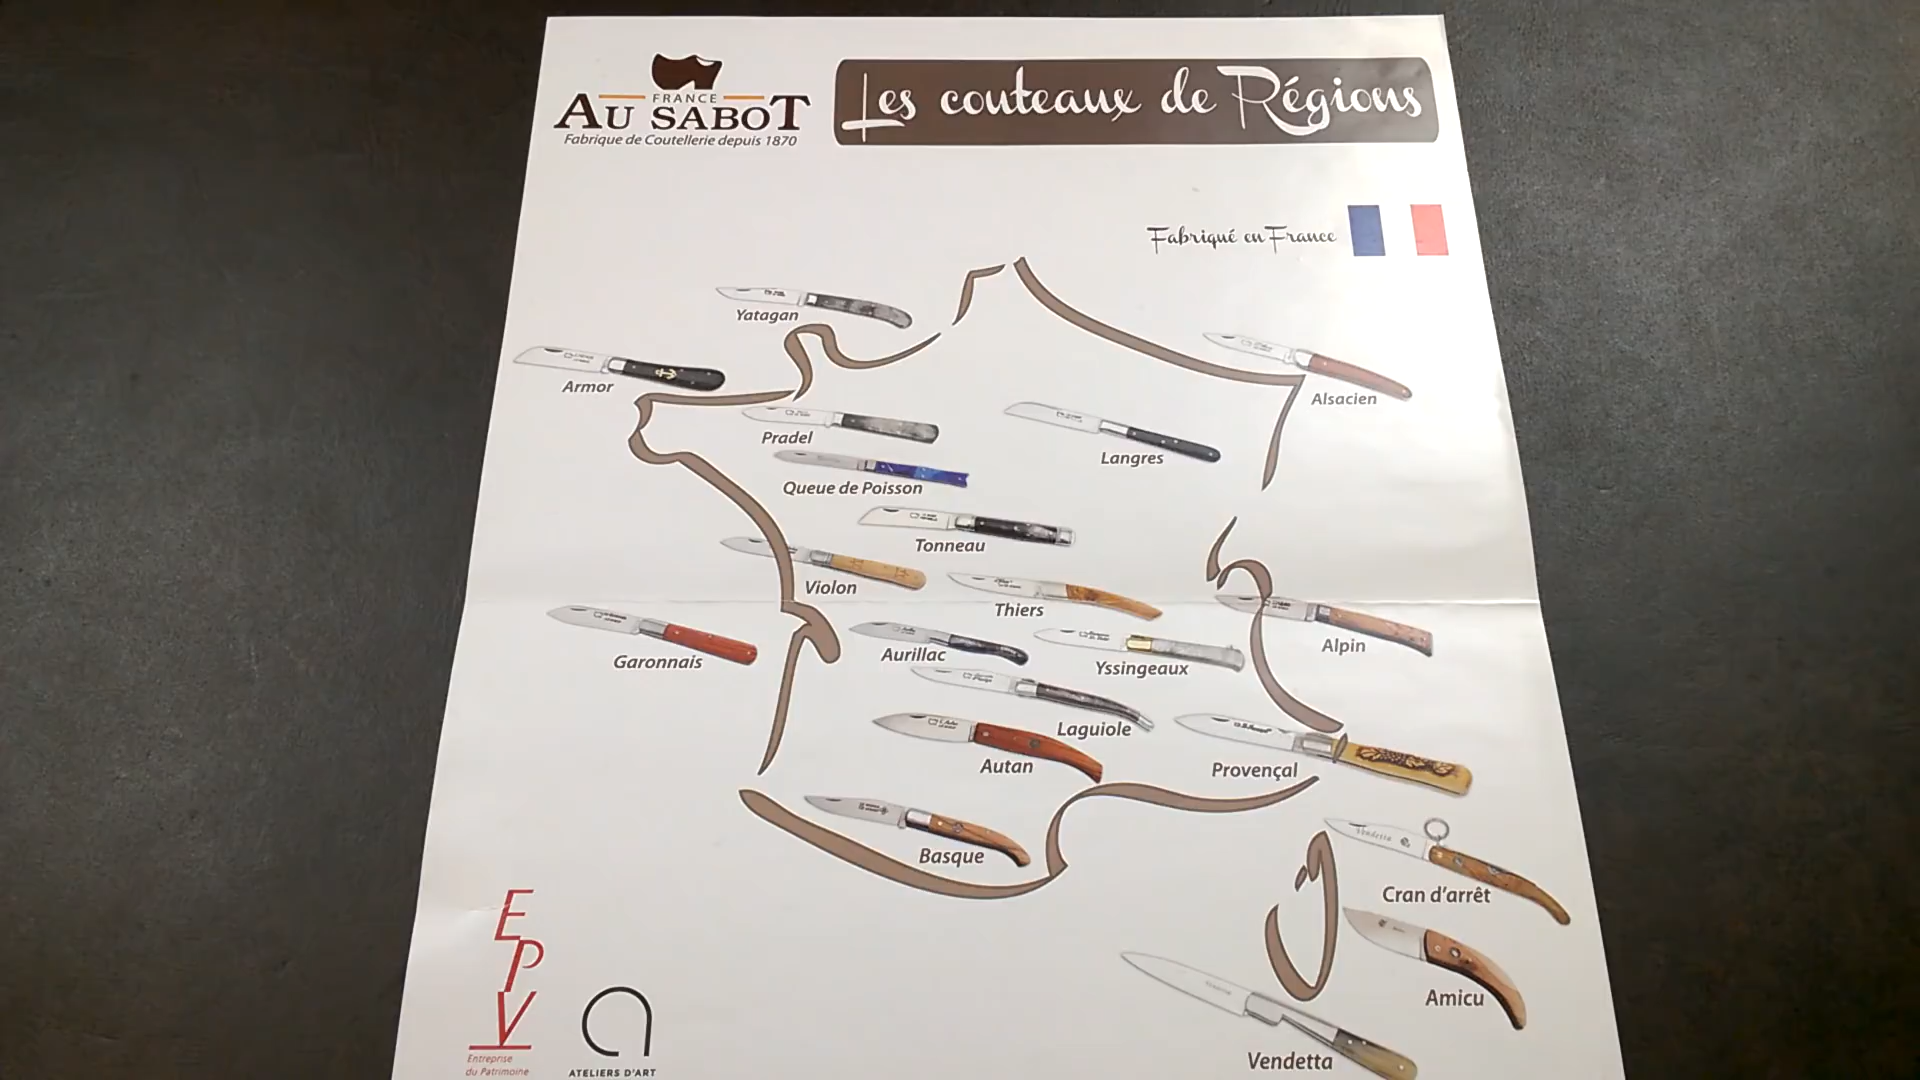 FRANCE
AU SABOT
Fabrique de Coutellerie depuis 1870
Les couteaux de Régions
Fabriqué en France
Yatagan
Armor
Alsacien
Pradel
Langres
Queue de Poisson
Tonneau
Violon
Thiers
Garonnais
Aurillac
Yssingeaux
Alpin
Laguiole
Autan
Provençal
Basque
Vendetta
Cran d'arrêt
Amicu
Vendetta
EPV
Entreprise
du Patrimoine
ATELIERS D'ART